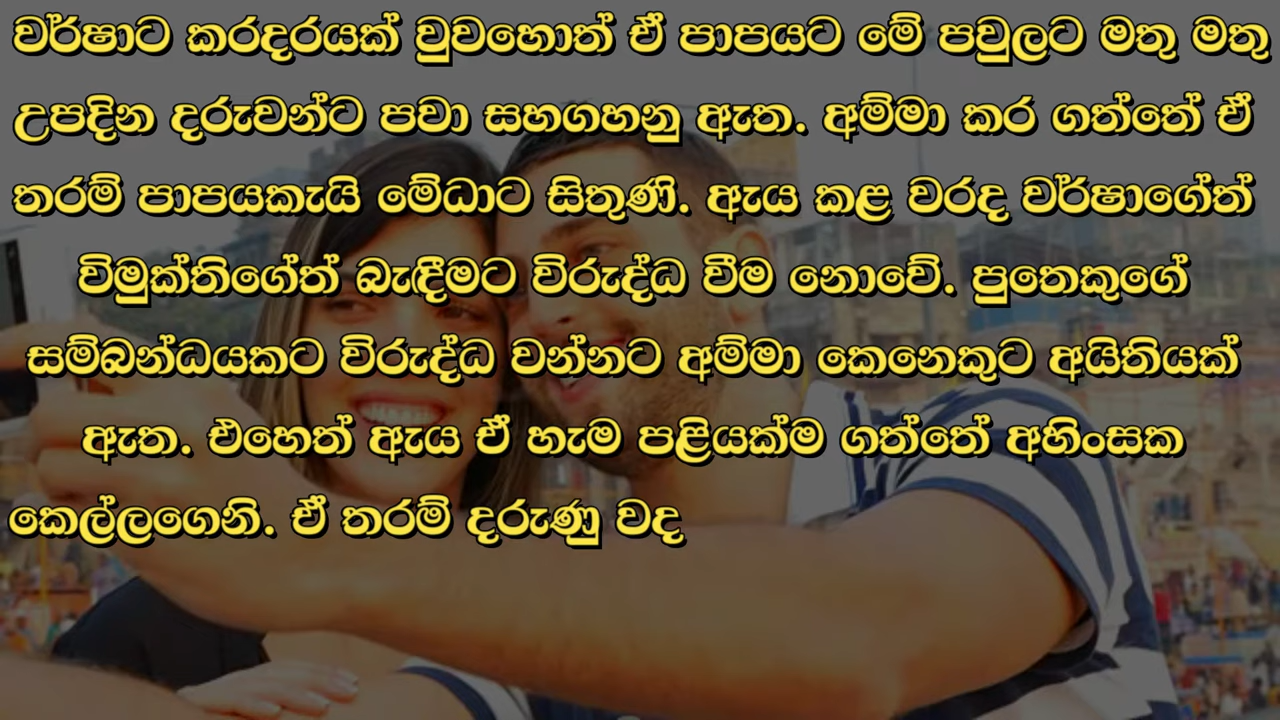 වර්ෂාට කරදරයක් වුවහොත් ඒ පාපයට මේ පවුලට මතු මතු
උපදින දරුවන්ට පවා සහගහනු ඇත. අම්මා කර ගත්තේ ඒ
තරම් පාපයකැයි මේධාට සිතුණි. ඇය කළ වරද වර්ෂාගේත්
විමුක්තිගේත් බැඳීමට විරුද්ධ වීම නොවේ. පුතෙකුගේ
සම්බන්ධයකට විරුද්ධ වන්නට අම්මා කෙනෙකුට අයිතියක්
ඇත. එහෙත් ඇය ඒ හැම පළියක්ම ගත්තේ අහිංසක
කෙල්ලගෙනි. ඒ තරම් දරුණු වද